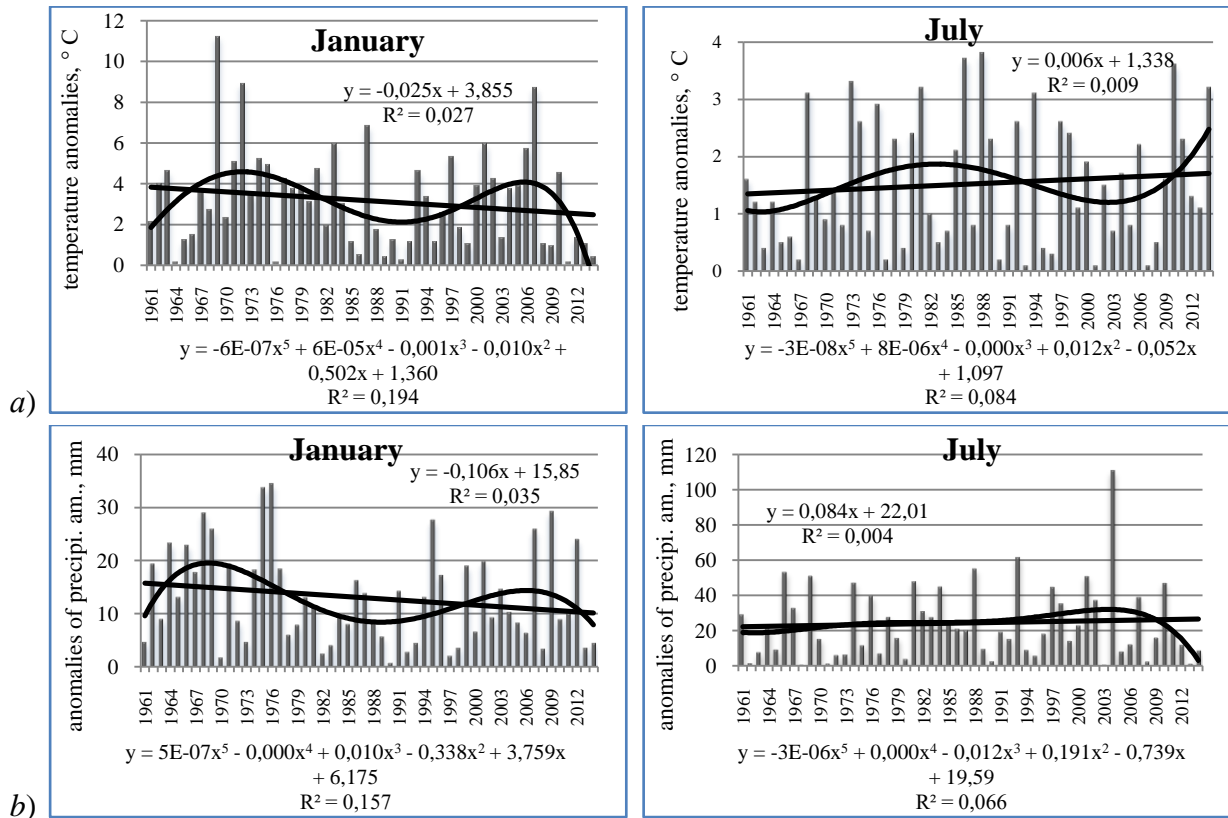 January
temperature anomalies, ° C
12
10
8
6
4
2
0
y = -0,025x + 3,855
R² = 0,027
1961 1964 1967 1970 1973 1976 1979 1982 1985 1988 1991 1994 1997 2000 2003 2006 2009 2012
y = -6E-07x⁵ + 6E-05x⁴ - 0,001x³ - 0,010x² +
0,502x + 1,360
R² = 0,194
a)
July
temperature anomalies, ° C
4
3
2
1
0
y = 0,006x + 1,338
R² = 0,009
1961 1964 1967 1970 1973 1976 1979 1982 1985 1988 1991 1994 1997 2000 2003 2006 2009 2012
y = -3E-08x⁵ + 8E-06x⁴ - 0,000x³ + 0,012x² - 0,052x
+ 1,097
R² = 0,084
January
anomalies of precipi. am., mm
40
30
20
10
0
y = -0,106x + 15,85
R² = 0,035
1961 1964 1967 1970 1973 1976 1979 1982 1985 1988 1991 1994 1997 2000 2003 2006 2009 2012
y = 5E-07x⁵ - 0,000x⁴ + 0,010x³ - 0,338x² + 3,759x
+ 6,175
R² = 0,157
b)
July
anomalies of precipi. am., mm
120
100
80
60
40
20
0
y = 0,084x + 22,01
R² = 0,004
1961 1964 1967 1970 1973 1976 1979 1982 1985 1988 1991 1994 1997 2000 2003 2006 2009 2012
y = -3E-06x⁵ + 0,000x⁴ - 0,012x³ + 0,191x² - 0,739x
+ 19,59
R² = 0,066